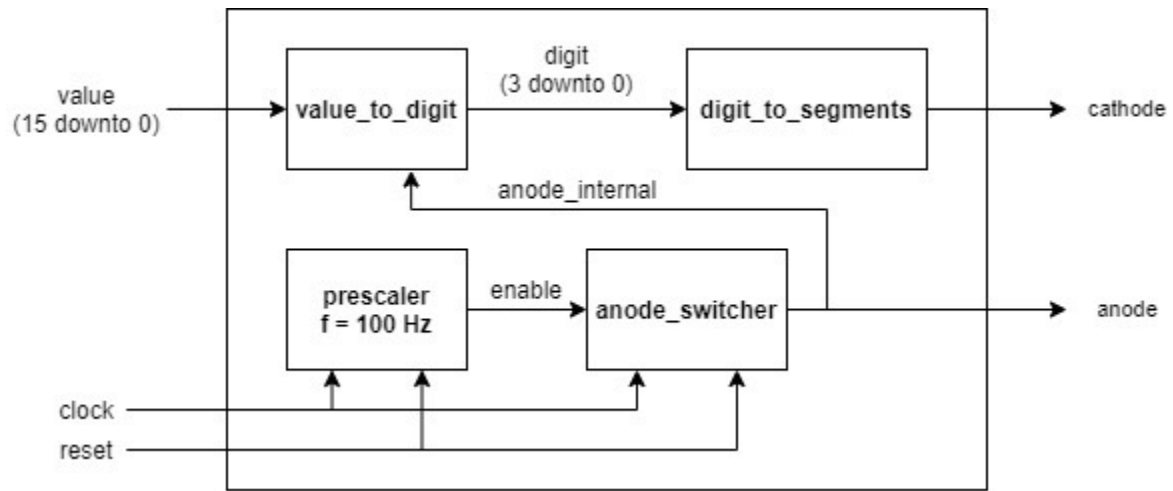 value
(15 downto 0)
value_to_digit
digit
(3 downto 0)
digit_to_segments
cathode
anode_internal
prescaler
f = 100 Hz
enable
anode_switcher
anode
clock
reset